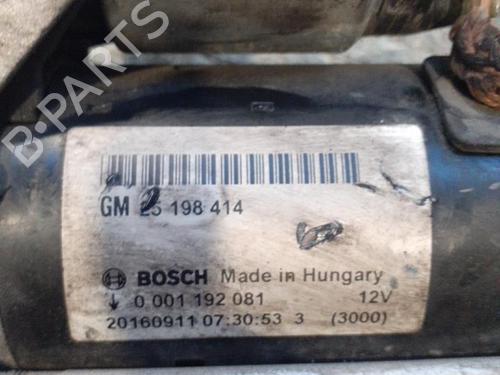 B-PARTS
GM 25 198 414
BOSCH Made in Hungary
0 001 192 081 12V
20160911 07:30:53 3 (3000)